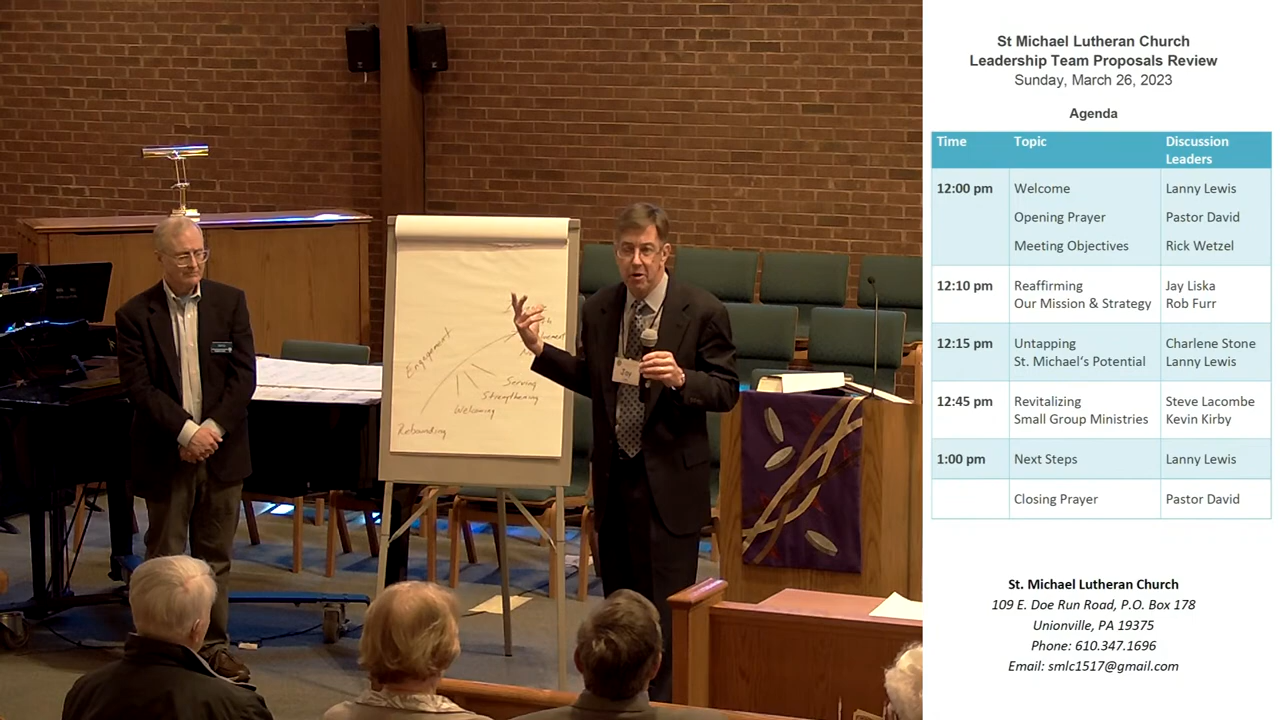 Engagement
Serving
Strengthening
Welcoming
Rebounding
St Michael Lutheran Church
Leadership Team Proposals Review
Sunday, March 26, 2023
Agenda
Time Topic Discussion Leaders
12:00 pm Welcome Lanny Lewis
Opening Prayer Pastor David
Meeting Objectives Rick Wetzel
12:10 pm Reaffirming Jay Liska
Our Mission & Strategy Rob Furr
12:15 pm Untapping Charlene Stone
St. Michael's Potential Lanny Lewis
12:45 pm Revitalizing Steve Lacombe
Small Group Ministries Kevin Kirby
1:00 pm Next Steps Lanny Lewis
Closing Prayer Pastor David
St. Michael Lutheran Church
109 E. Doe Run Road, P.O. Box 178
Unionville, PA 19375
Phone: 610.347.1696
Email: smlc1517@gmail.com